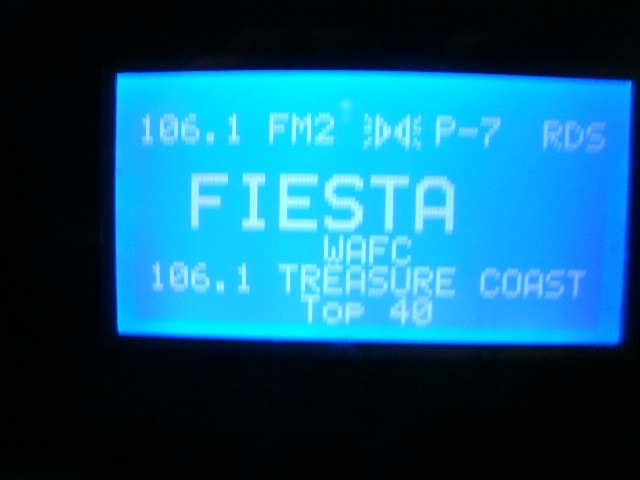 106.1 FM2 P-7 RDS
FIESTA
WAFC
106.1 TREASURE COAST
Top 40